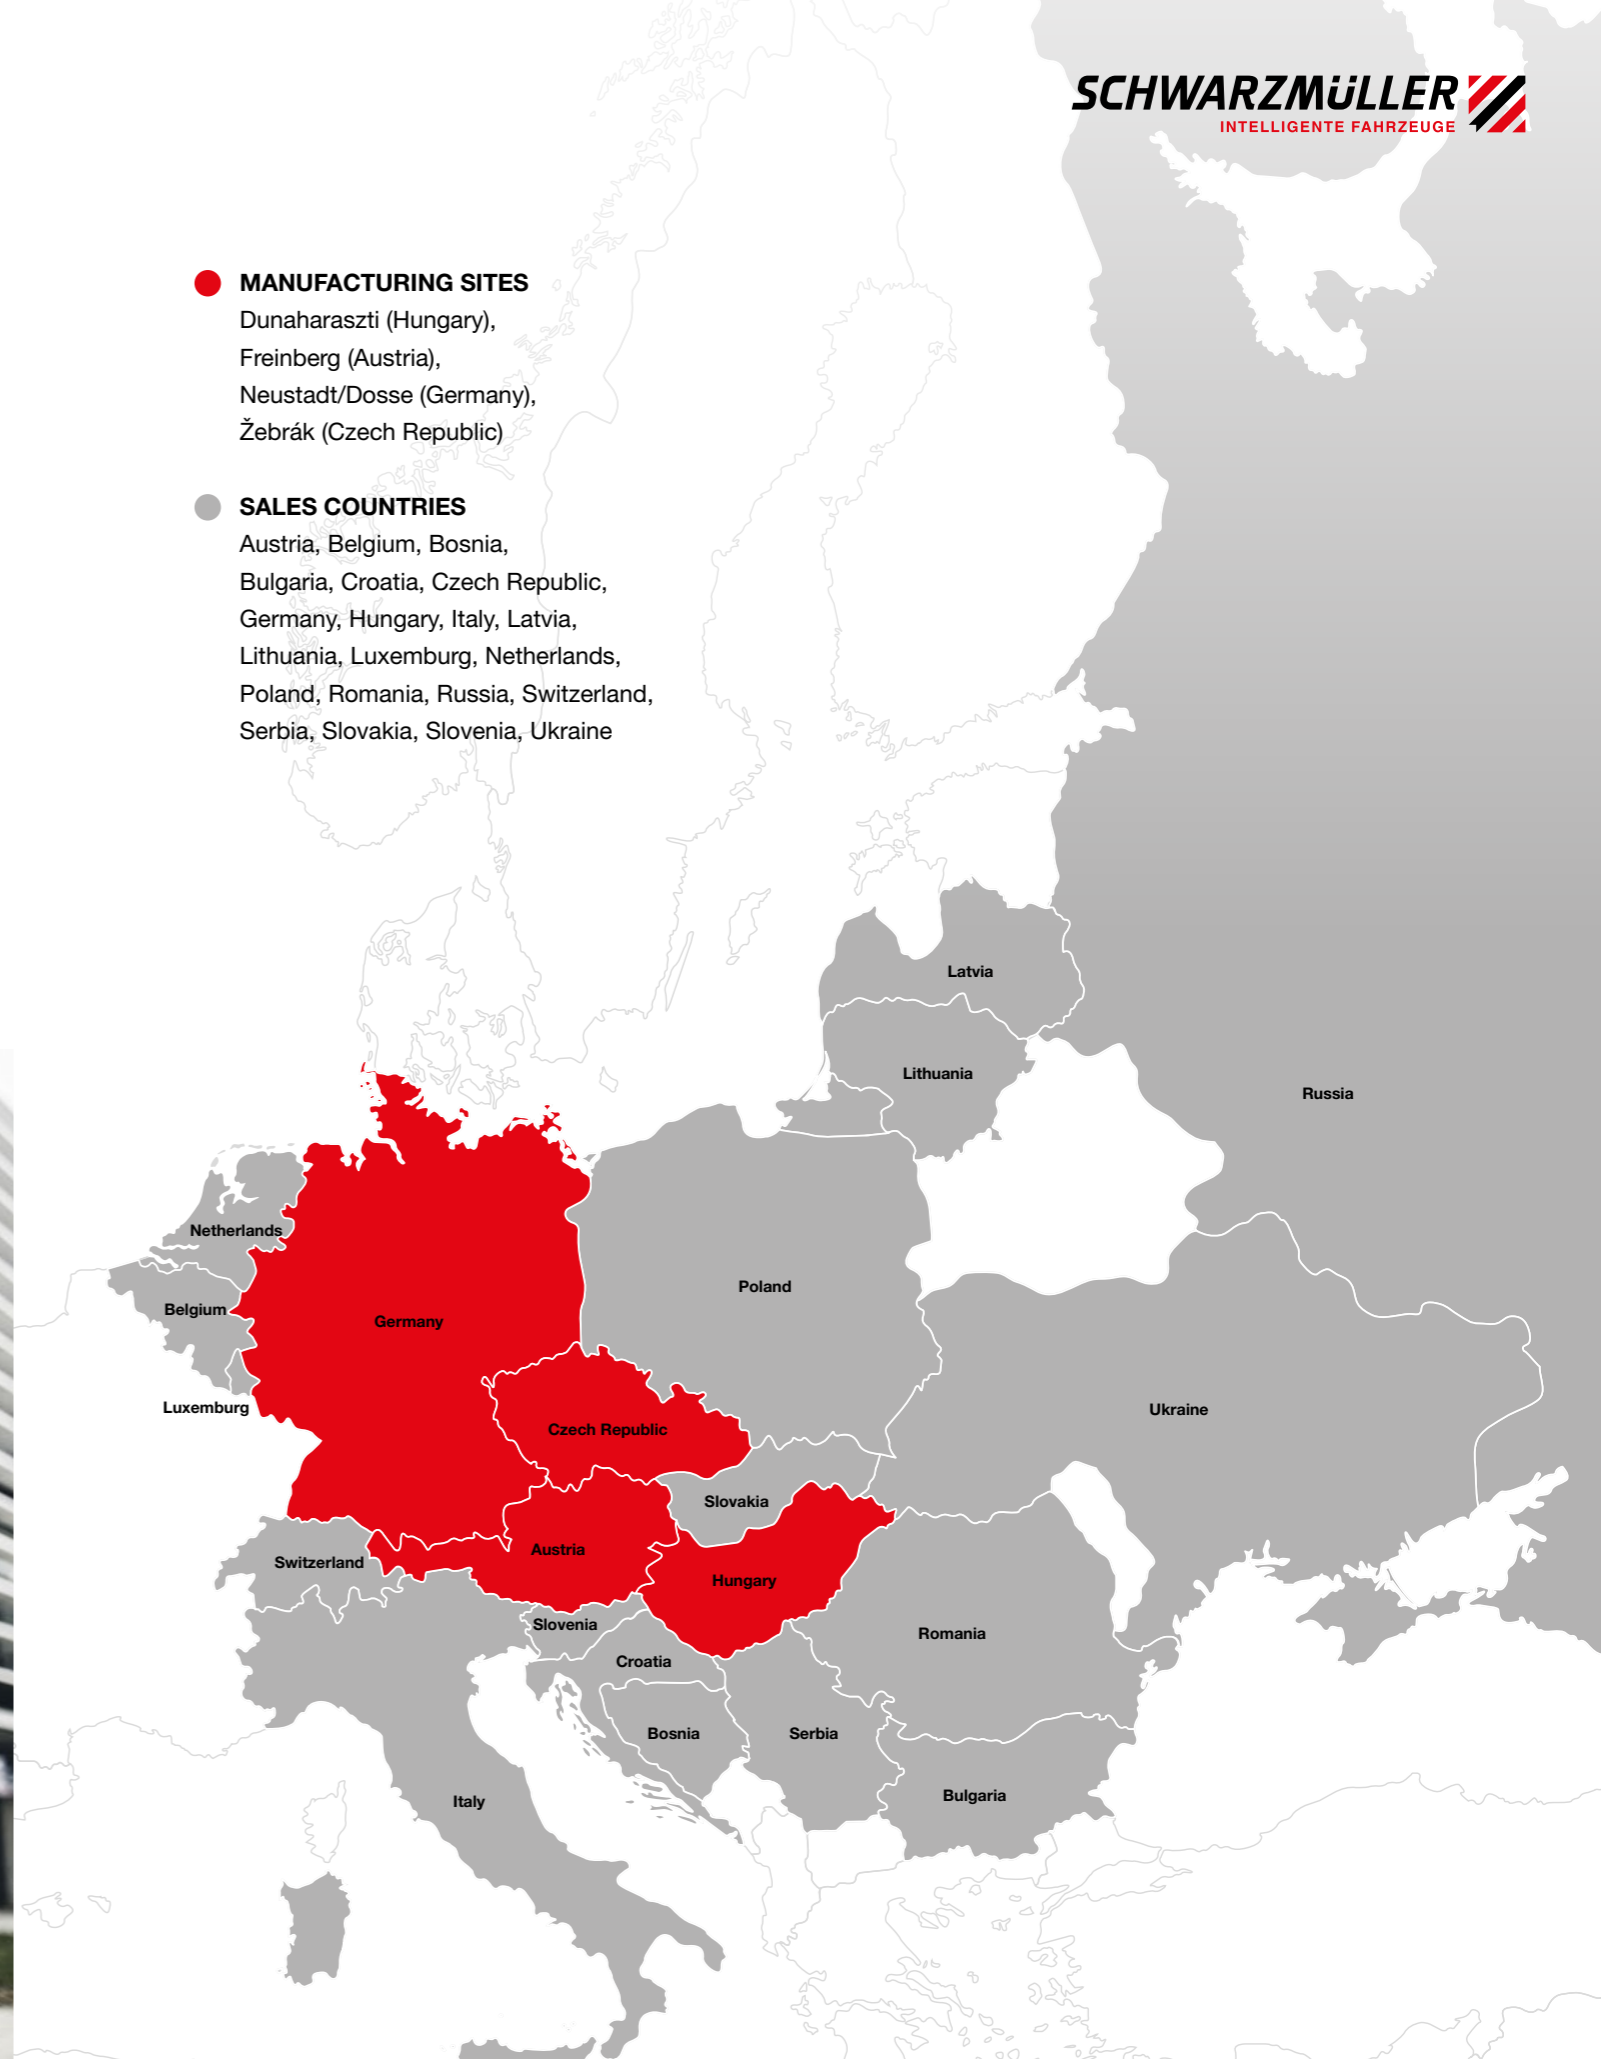 SCHWARZMÜLLER
INTELLIGENTE FAHRZEUGE
MANUFACTURING SITES
Dunaharaszti (Hungary),
Freinberg (Austria),
Neustadt/Dosse (Germany),
Žebrák (Czech Republic)
SALES COUNTRIES
Austria, Belgium, Bosnia,
Bulgaria, Croatia, Czech Republic,
Germany, Hungary, Italy, Latvia,
Lithuania, Luxemburg, Netherlands,
Poland, Romania, Russia, Switzerland,
Serbia, Slovakia, Slovenia, Ukraine
Latvia
Lithuania
Russia
Netherlands
Poland
Belgium
Germany
Luxemburg
Ukraine
Czech Republic
Slovakia
Austria
Switzerland
Hungary
Slovenia
Romania
Croatia
Bosnia
Serbia
Bulgaria
Italy